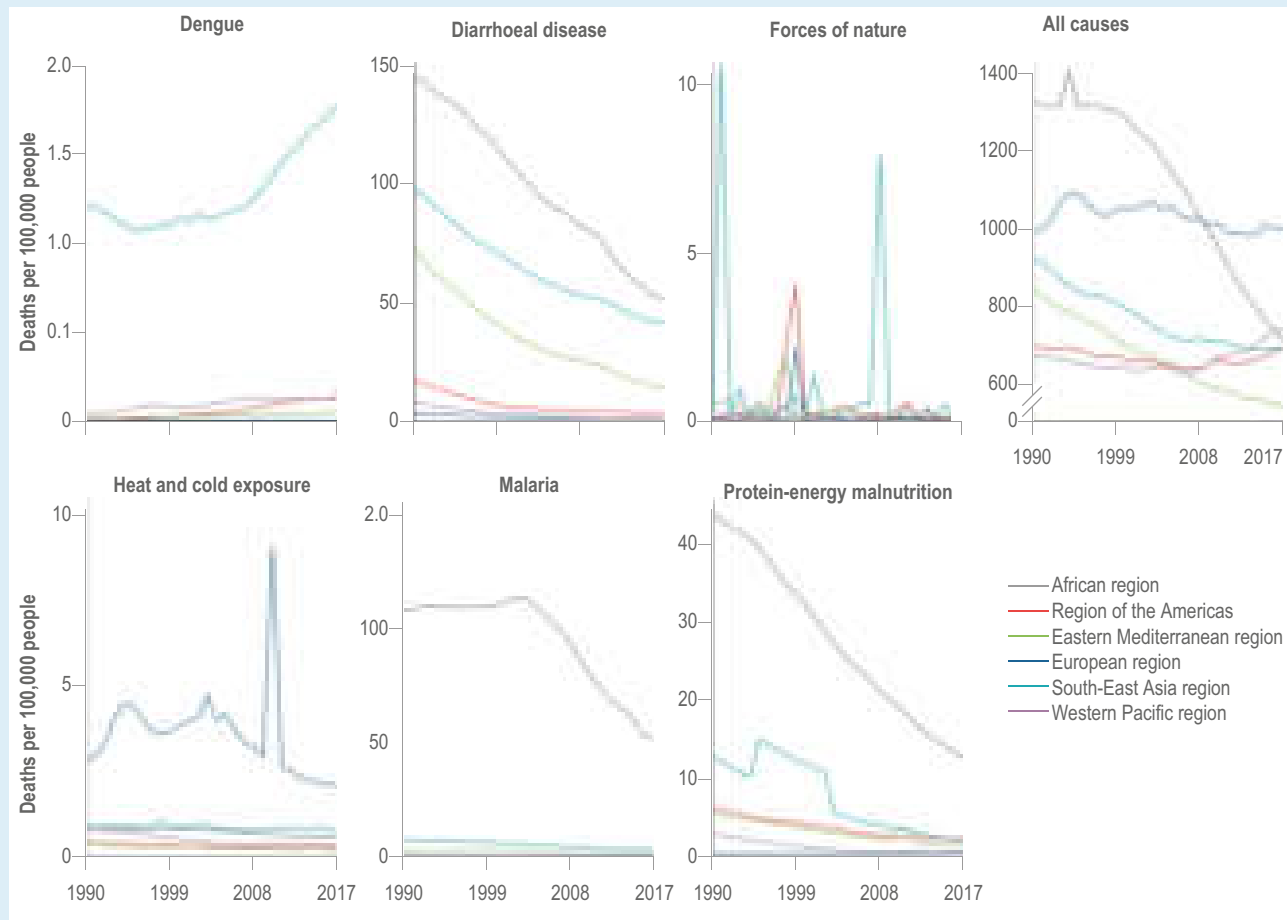 Dengue
Diarrhoeal disease
Forces of nature
All causes
Deaths per 100,000 people
2.0
1.5
1.0
0.1
0
150
100
50
0
10
5
0
1400
1200
1000
800
600
0
1990 1999 2008 2017
Heat and cold exposure
Malaria
Protein-energy malnutrition
Deaths per 100,000 people
10
5
0
1990 1999 2008 2017
2.0
100
50
0
1990 1999 2008 2017
40
30
20
10
0
1990 1999 2008 2017
African region
Region of the Americas
Eastern Mediterranean region
European region
South-East Asia region
Western Pacific region